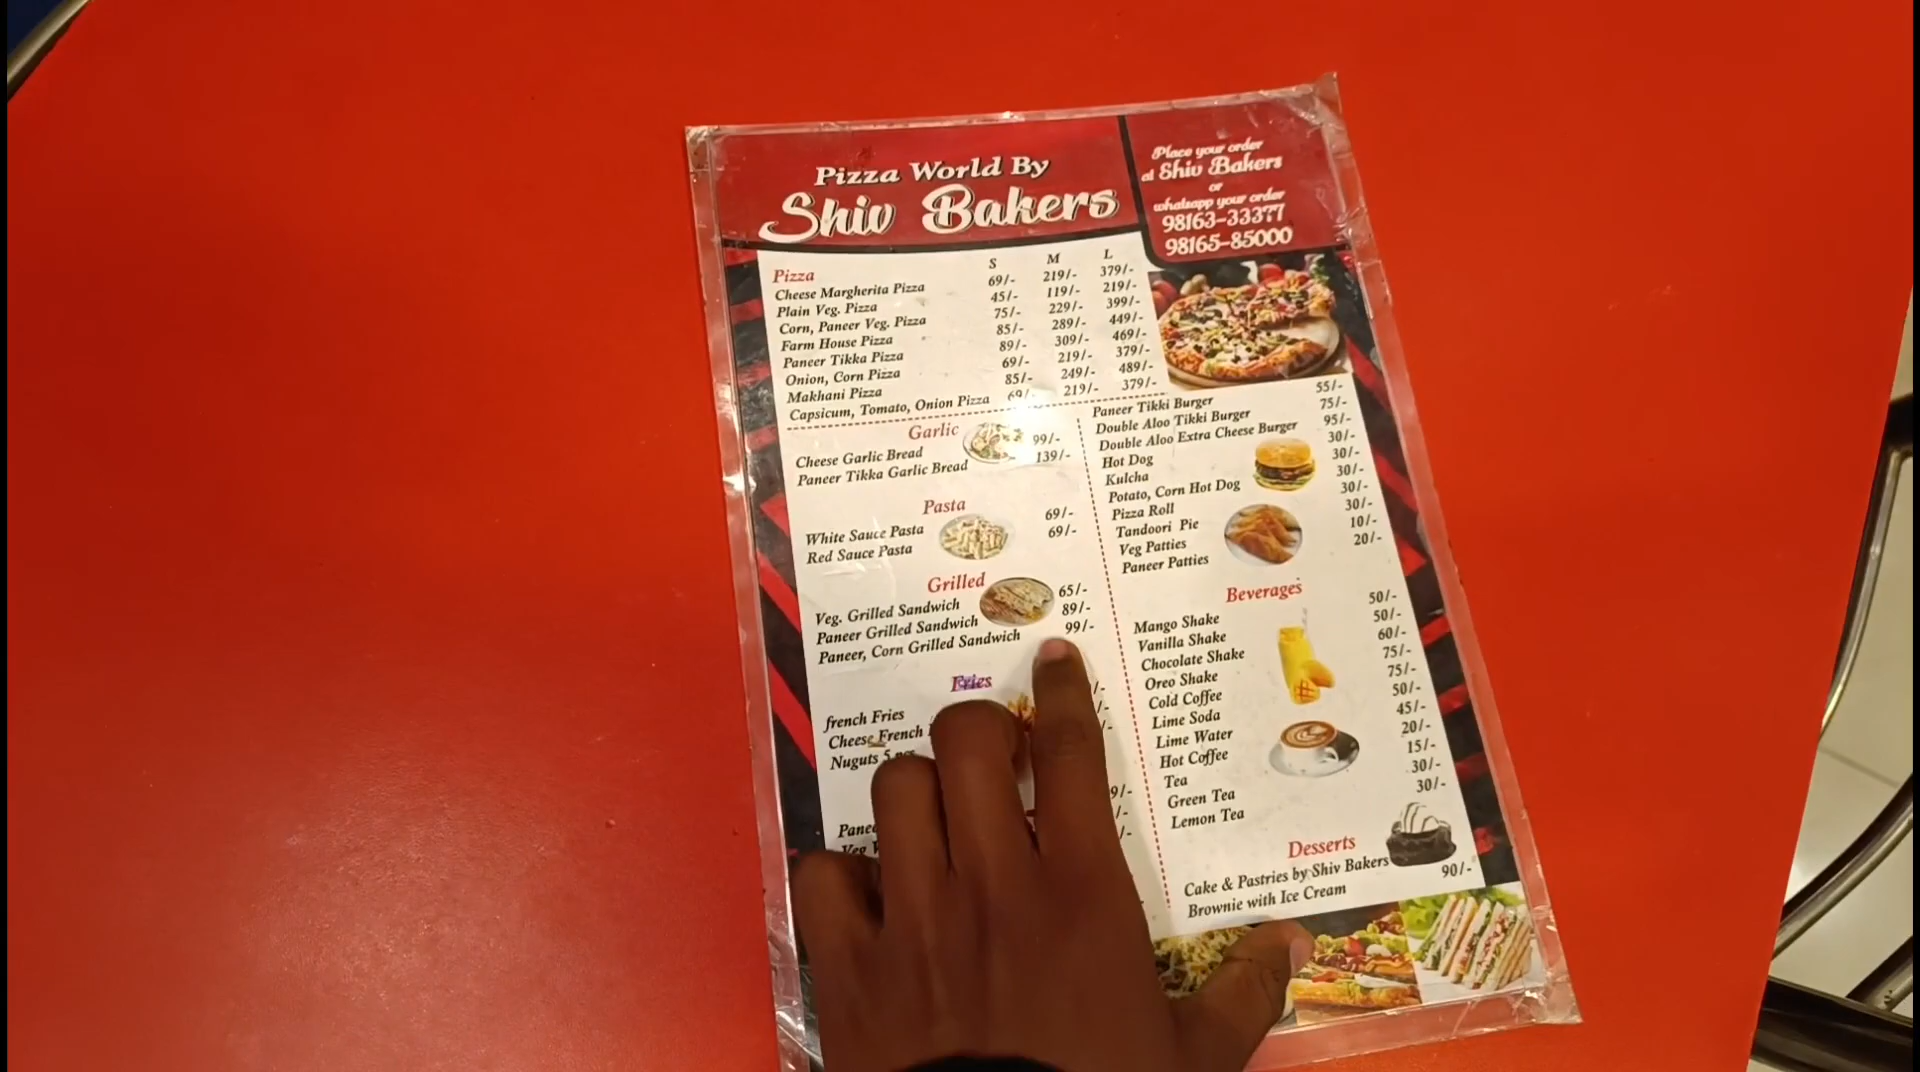 Pizza World By
Shiv Bakers
Place your order
at Shiv Bakers
or
whatsapp your order
98163-33377
98165-85000
Pizza S M L
Cheese Margherita Pizza 69/- 219/- 379/-
Plain Veg. Pizza 45/- 119/- 219/-
Corn, Paneer Veg. Pizza 75/- 229/- 399/-
Farm House Pizza 85/- 289/- 449/-
Paneer Tikka Pizza 89/- 309/- 469/-
Onion, Corn Pizza 69/- 219/- 379/-
Makhani Pizza 85/- 249/- 489/-
Capsicum, Tomato, Onion Pizza 69/- 219/- 379/-
Garlic
Cheese Garlic Bread 99/-
Paneer Tikka Garlic Bread 139/-
Pasta
White Sauce Pasta 69/-
Red Sauce Pasta 69/-
Grilled
Veg. Grilled Sandwich 65/-
Paneer Grilled Sandwich 89/-
Paneer, Corn Grilled Sandwich 99/-
Fries
french Fries
Cheese French
Nuguts 5 pcs
Veg
Paneer Tikki Burger 55/-
Double Aloo Tikki Burger 75/-
Double Aloo Extra Cheese Burger 95/-
Hot Dog 30/-
Kulcha 30/-
Potato, Corn Hot Dog 30/-
Pizza Roll 30/-
Tandoori Pie 30/-
Veg Patties 10/-
Paneer Patties 20/-
Beverages
Mango Shake 50/-
Vanilla Shake 50/-
Chocolate Shake 60/-
Oreo Shake 75/-
Cold Coffee 75/-
Lime Soda 50/-
Lime Water 45/-
Hot Coffee 20/-
Tea 15/-
Green Tea 30/-
Lemon Tea 30/-
Desserts
Cake & Pastries by Shiv Bakers
Brownie with Ice Cream 90/-